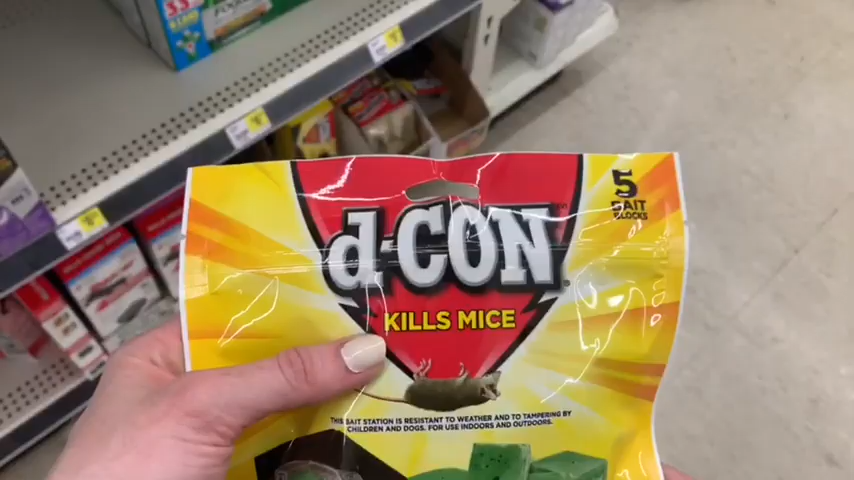 5
BAIT
BLOCKS
d-CON
KILLS MICE
THIS BAIT STATION IS RESISTANT TO WEATHER AND TO TAMPERING BY
CHILDREN AND DOGS. FOR USE INDOORS AND OUTDOORS.